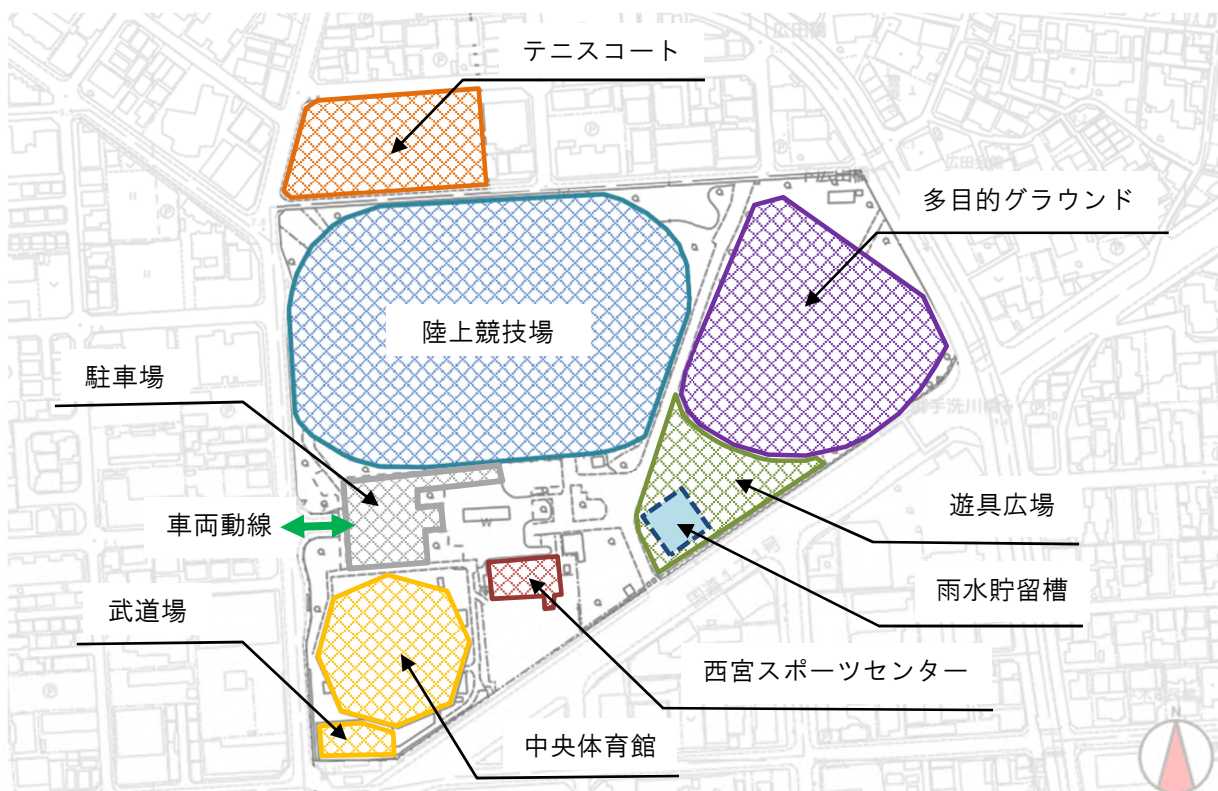 テニスコート
多目的グラウンド
陸上競技場
駐車場
車両動線
遊具広場
武道場
雨水貯留槽
西宮スポーツセンター
中央体育館
N